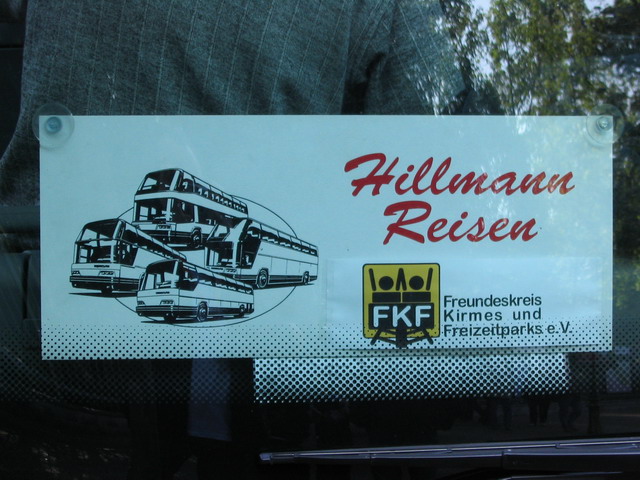 Hillmann
Reisen
FKF
Freundeskreis
Kirmes und
Freizeitparks e.V.